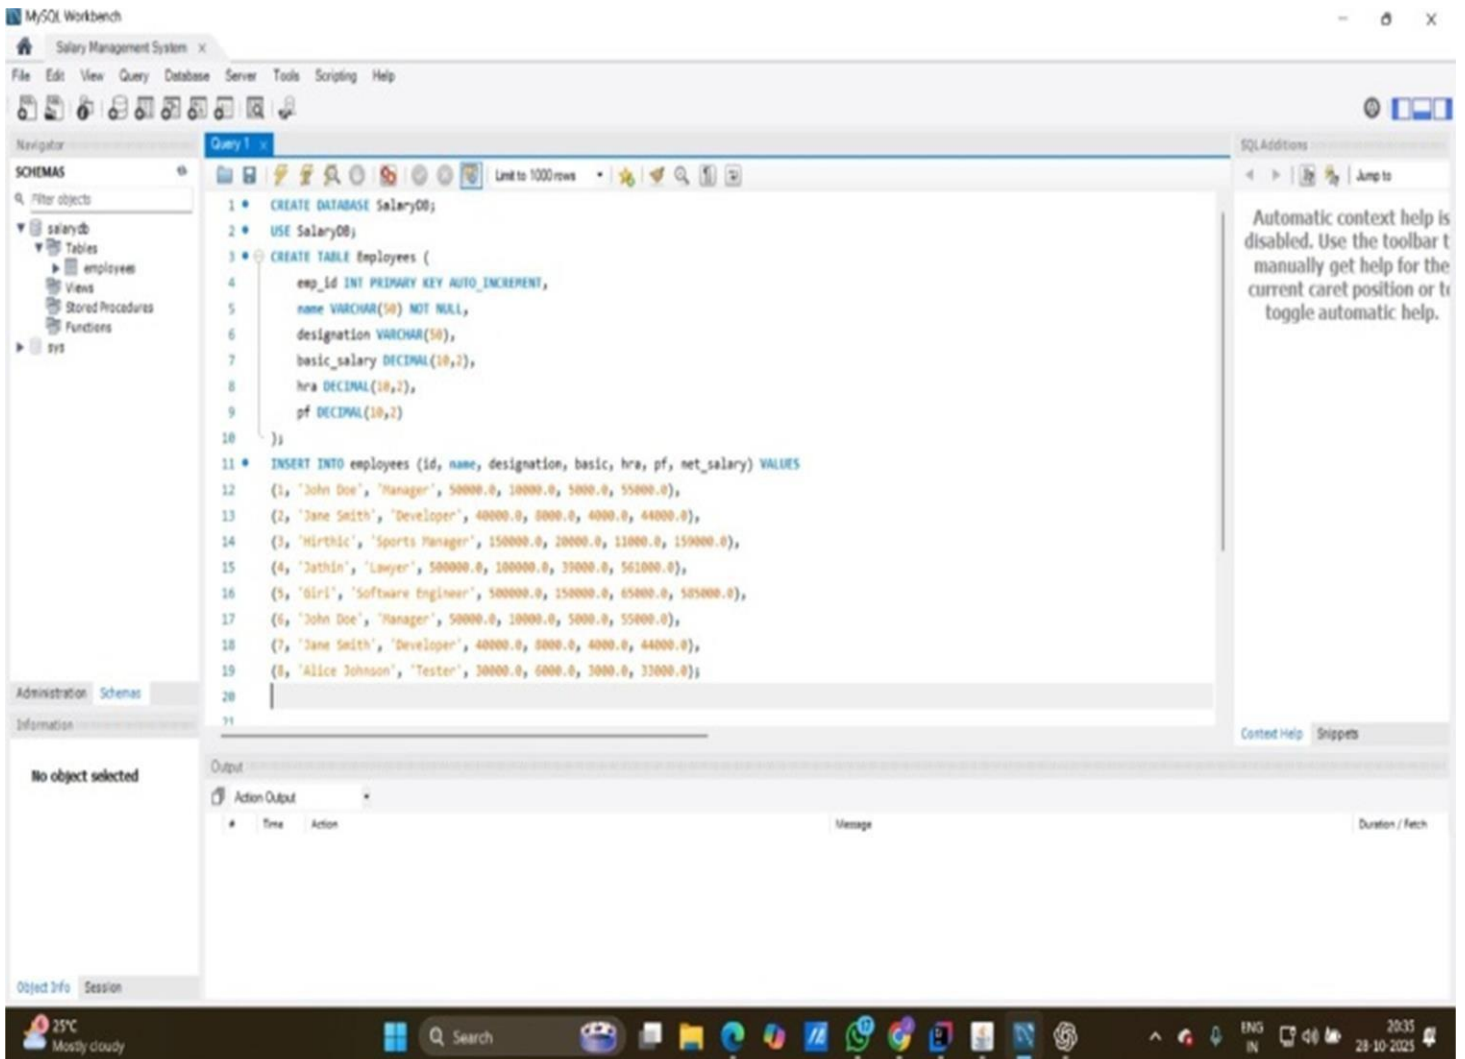 MySQL Workbench
Salary Management System
File Edit View Query Database Server Tools Scripting Help
Navigator
SCHEMAS
Filter objects
salarydb
Tables
employees
Views
Stored Procedures
Functions
sys
Administration Schemas
Information
No object selected
Object Info Session
Query 1
Limit to 1000 rows
1 CREATE DATABASE SalaryDB;
2 USE SalaryDB;
3 CREATE TABLE Employees (
4 emp_id INT PRIMARY KEY AUTO_INCREMENT,
5 name VARCHAR(50) NOT NULL,
6 designation VARCHAR(50),
7 basic_salary DECIMAL(10,2),
8 hra DECIMAL(10,2),
9 pf DECIMAL(10,2)
10 );
11 INSERT INTO employees (id, name, designation, basic, hra, pf, net_salary) VALUES
12 (1, 'John Doe', 'Manager', 50000.0, 10000.0, 5000.0, 55000.0),
13 (2, 'Jane Smith', 'Developer', 40000.0, 8000.0, 4000.0, 44000.0),
14 (3, 'Hirthic', 'Sports Manager', 150000.0, 20000.0, 11000.0, 159000.0),
15 (4, 'Jathin', 'Lawyer', 500000.0, 100000.0, 39000.0, 561000.0),
16 (5, 'Giri', 'Software Engineer', 500000.0, 150000.0, 65000.0, 585000.0),
17 (6, 'John Doe', 'Manager', 50000.0, 10000.0, 5000.0, 55000.0),
18 (7, 'Jane Smith', 'Developer', 40000.0, 8000.0, 4000.0, 44000.0),
19 (8, 'Alice Johnson', 'Tester', 30000.0, 6000.0, 3000.0, 33000.0);
20
21
Output
Action Output
# Time Action Message Duration / Fetch
SQLAdditions
Jump to
Automatic context help is
disabled. Use the toolbar t
manually get help for the
current caret position or to
toggle automatic help.
Context Help Snippets
25°C
Mostly cloudy
Search
ENG
IN
20:35
28-10-2025